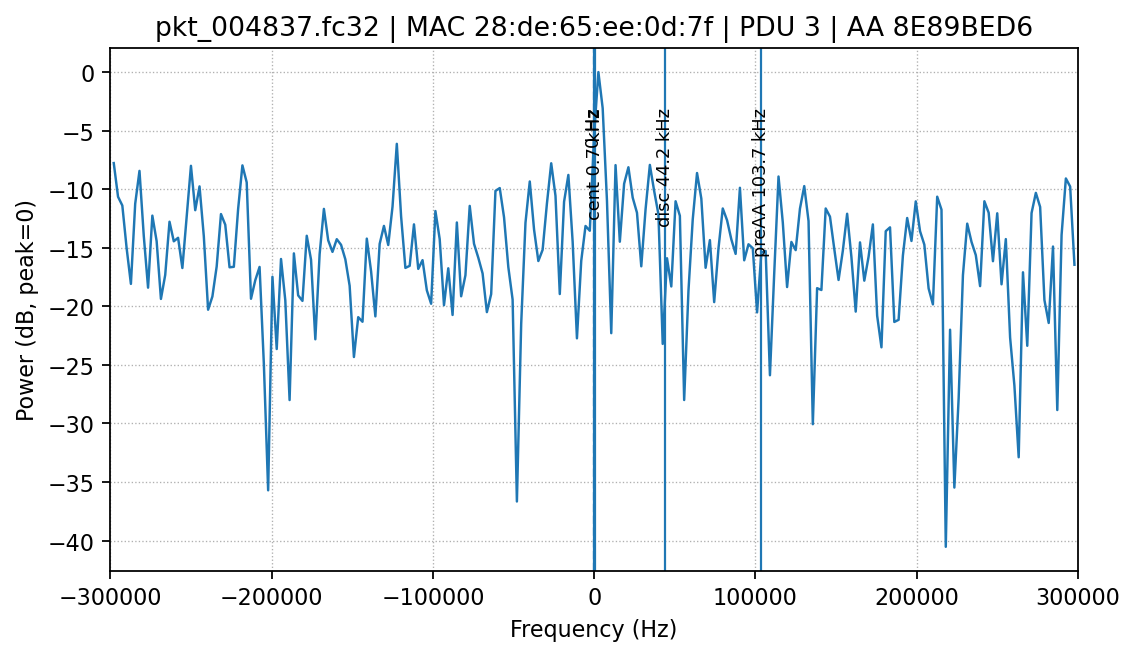 pkt_004837.fc32 | MAC 28:de:65:ee:0d:7f | PDU 3 | AA 8E89BED6
Power (dB, peak=0)
0
−5
−10
−15
−20
−25
−30
−35
−40
cent 0.7
kHz
disc 44.2 kHz
preAA 103.7 kHz
−300000
−200000
−100000
0
100000
200000
300000
Frequency (Hz)